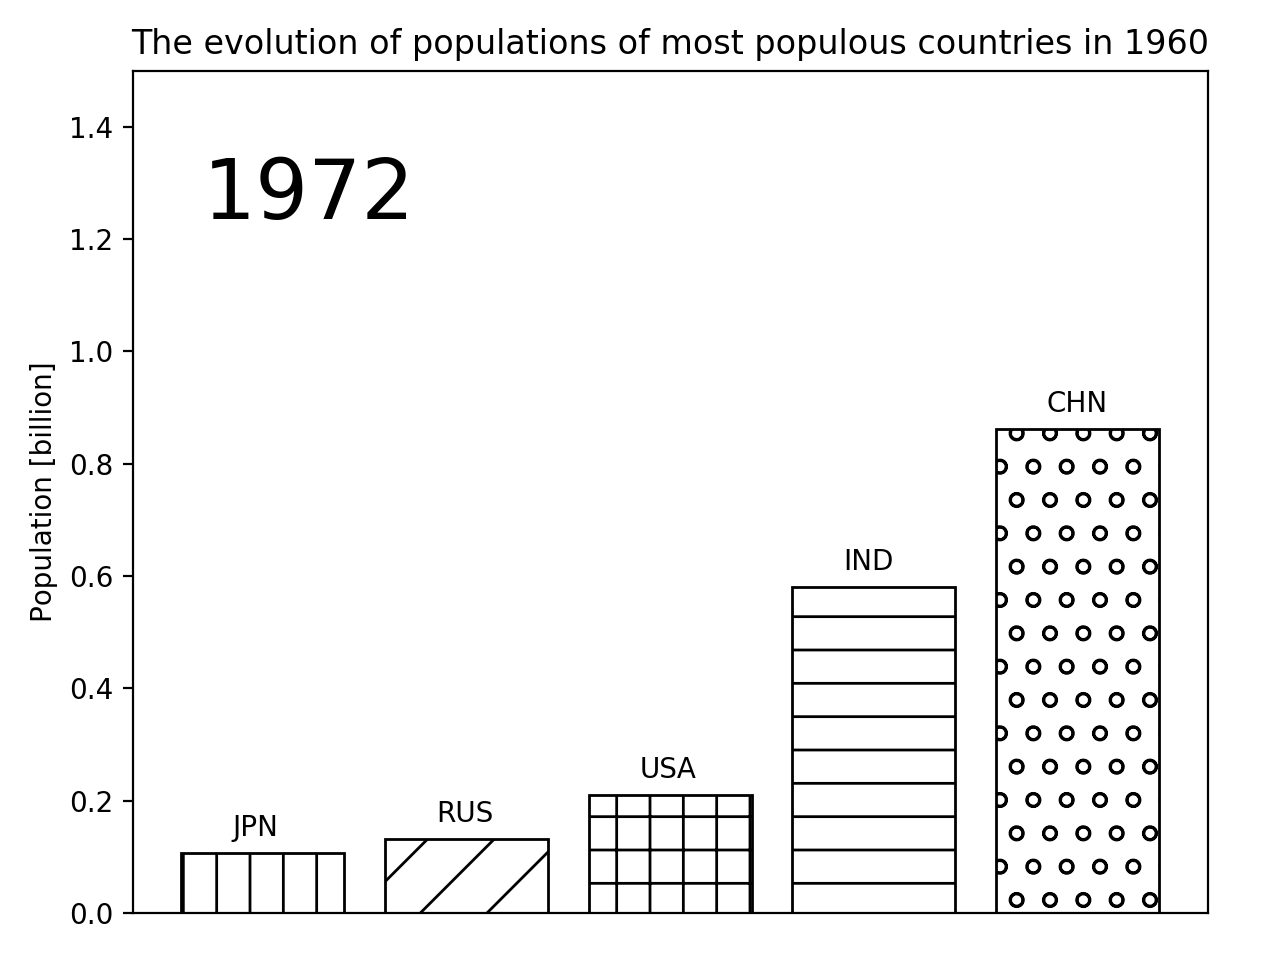 The evolution of populations of most populous countries in 1960
1972
Population [billion]
1.4
1.2
1.0
0.8
0.6
0.4
0.2
0.0
JPN
RUS
USA
IND
CHN